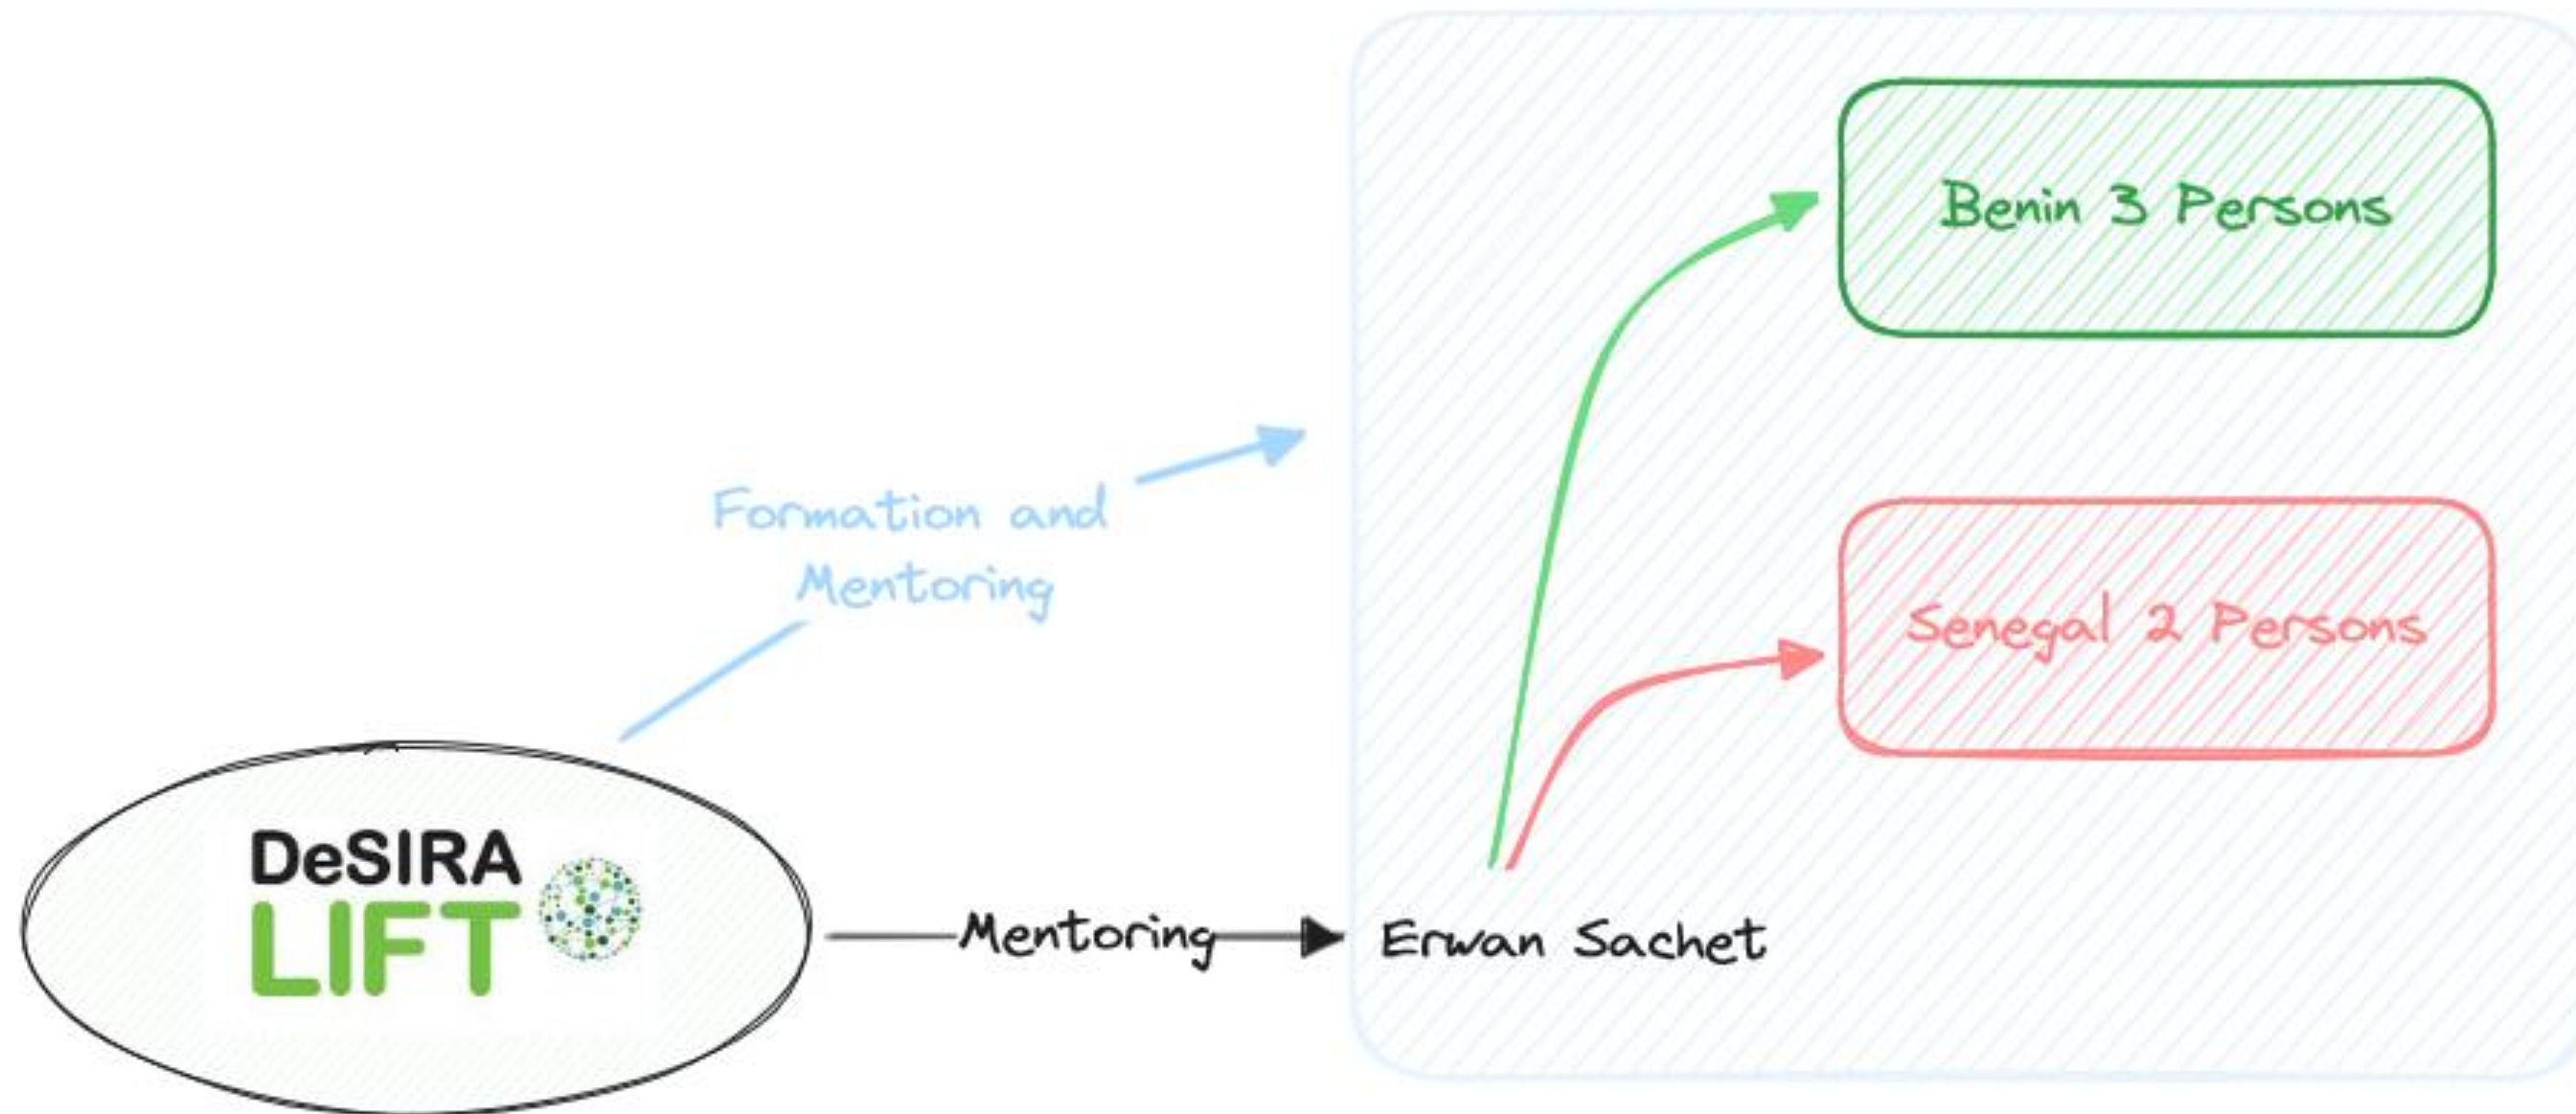 Benin 3 Persons
Formation and
Mentoring
Senegal 2 Persons
DeSIRA
LIFT
Mentoring
Erwan Sachet